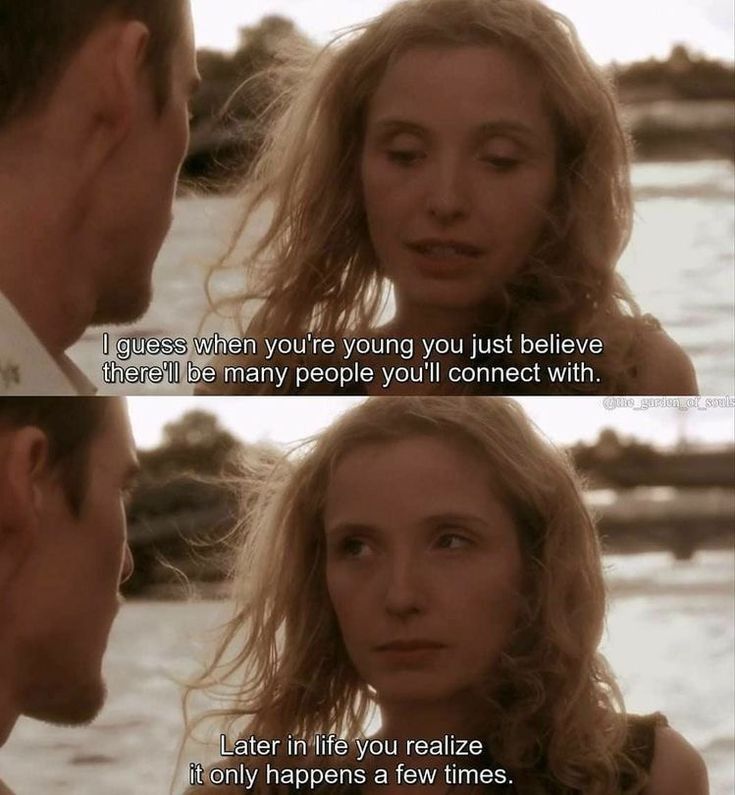 I guess when you're young you just believe
there'll be many people you'll connect with.
@the_garden_of_souls
Later in life you realize
it only happens a few times.